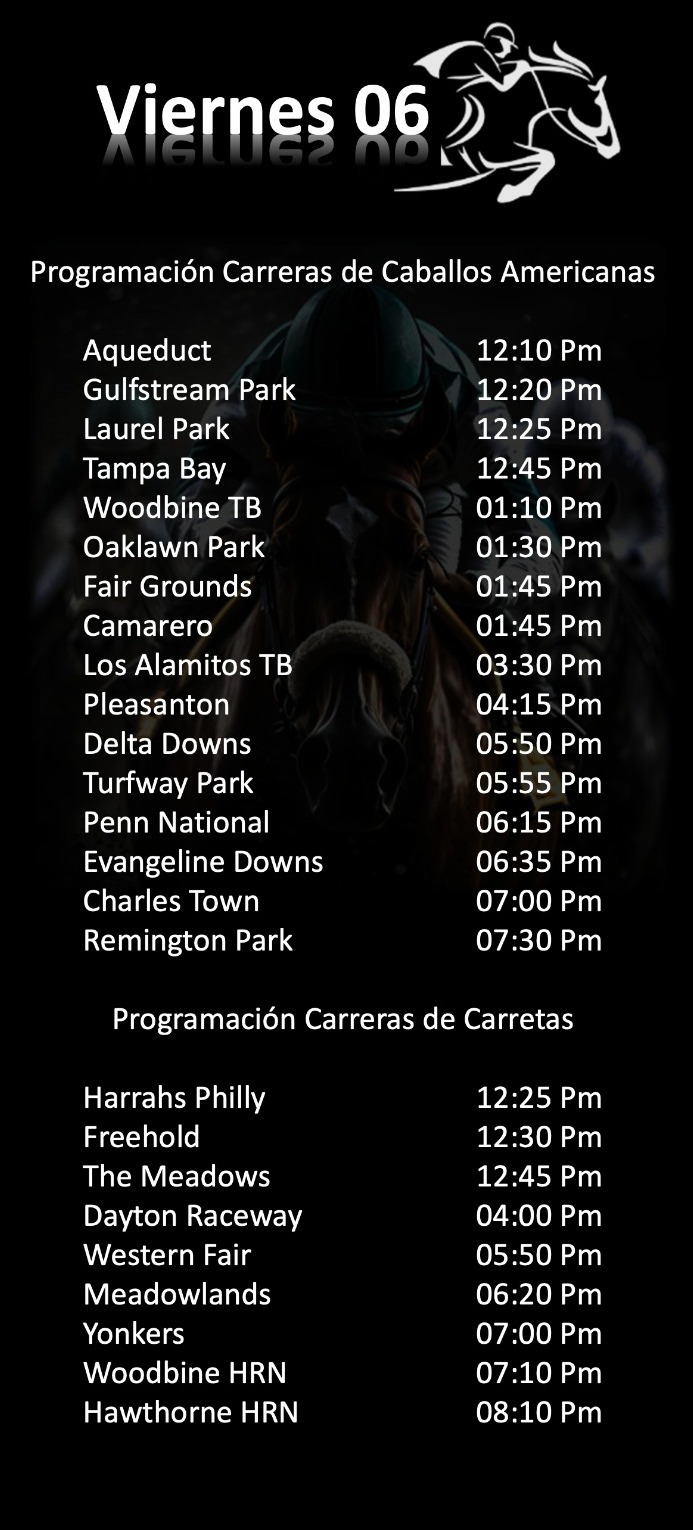 Viernes 06
Programación Carreras de Caballos Americanas
Aqueduct 12:10 Pm
Gulfstream Park 12:20 Pm
Laurel Park 12:25 Pm
Tampa Bay 12:45 Pm
Woodbine TB 01:10 Pm
Oaklawn Park 01:30 Pm
Fair Grounds 01:45 Pm
Camarero 01:45 Pm
Los Alamitos TB 03:30 Pm
Pleasanton 04:15 Pm
Delta Downs 05:50 Pm
Turfway Park 05:55 Pm
Penn National 06:15 Pm
Evangeline Downs 06:35 Pm
Charles Town 07:00 Pm
Remington Park 07:30 Pm
Programación Carreras de Carretas
Harrahs Philly 12:25 Pm
Freehold 12:30 Pm
The Meadows 12:45 Pm
Dayton Raceway 04:00 Pm
Western Fair 05:50 Pm
Meadowlands 06:20 Pm
Yonkers 07:00 Pm
Woodbine HRN 07:10 Pm
Hawthorne HRN 08:10 Pm